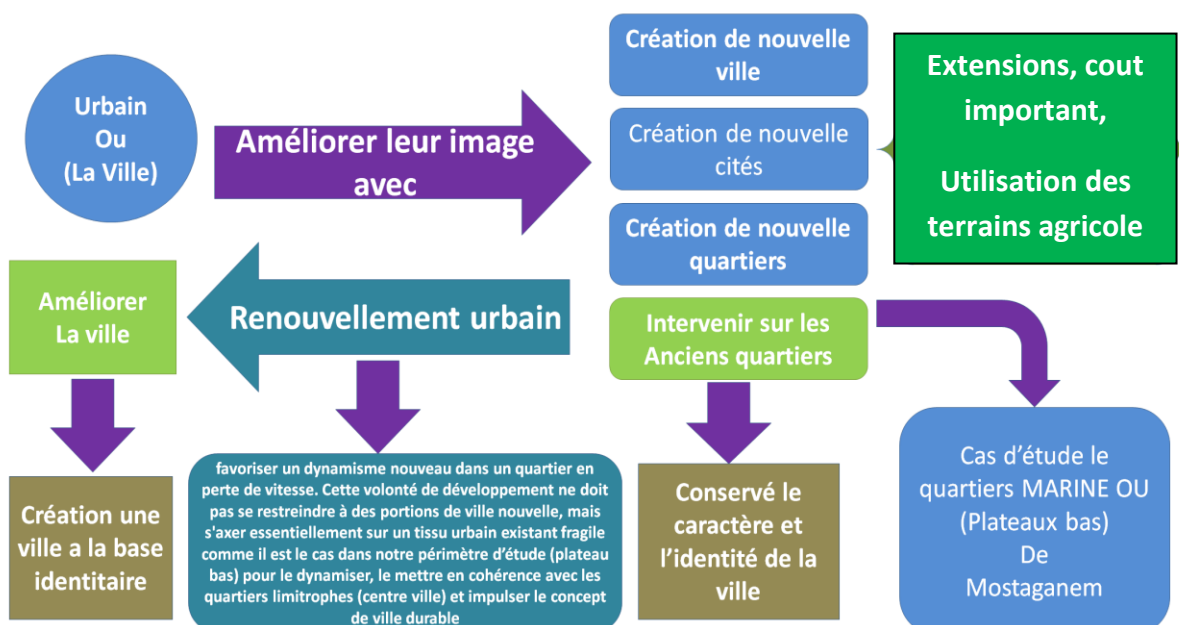 Urbain
Ou
(La Ville)
Améliorer leur image
avec
Création de nouvelle
ville
Création de nouvelle
cités
Création de nouvelle
quartiers
Extensions, cout
important,
Utilisation des
terrains agricole
Améliorer
La ville
Renouvellement urbain
Intervenir sur les
Anciens quartiers
Création une
ville a la base
identitaire
favoriser un dynamisme nouveau dans un quartier en
perte de vitesse. Cette volonté de développement ne doit
pas se restreindre à des portions de ville nouvelle, mais
s'axer essentiellement sur un tissu urbain existant fragile
comme il est le cas dans notre périmètre d'étude (plateau
bas) pour le dynamiser, le mettre en cohérence avec les
quartiers limitrophes (centre ville) et impulser le concept
de ville durable
Conservé le
caractère et
l'identité de la
ville
Cas d'étude le
quartiers MARINE OU
(Plateaux bas)
De
Mostaganem